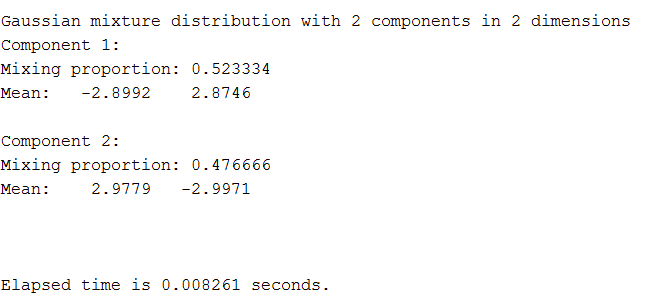 Gaussian mixture distribution with 2 components in 2 dimensions
Component 1:
Mixing proportion: 0.523334
Mean:   -2.8992    2.8746
Component 2:
Mixing proportion: 0.476666
Mean:    2.9779   -2.9971
Elapsed time is 0.008261 seconds.